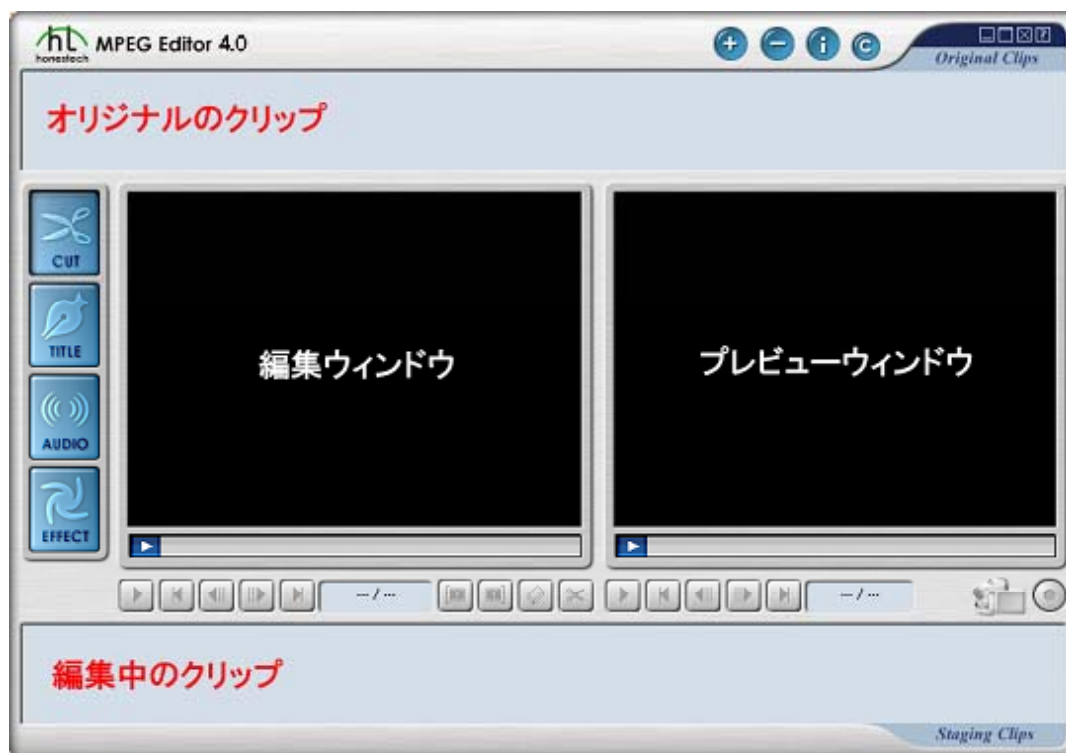 ht
honestech
MPEG Editor 4.0
Original Clips
オリジナルのクリップ
CUT
TITLE
AUDIO
EFFECT
編集ウィンドウ
プレビューウィンドウ
--- / ---
--- / ---
編集中のクリップ
Staging Clips